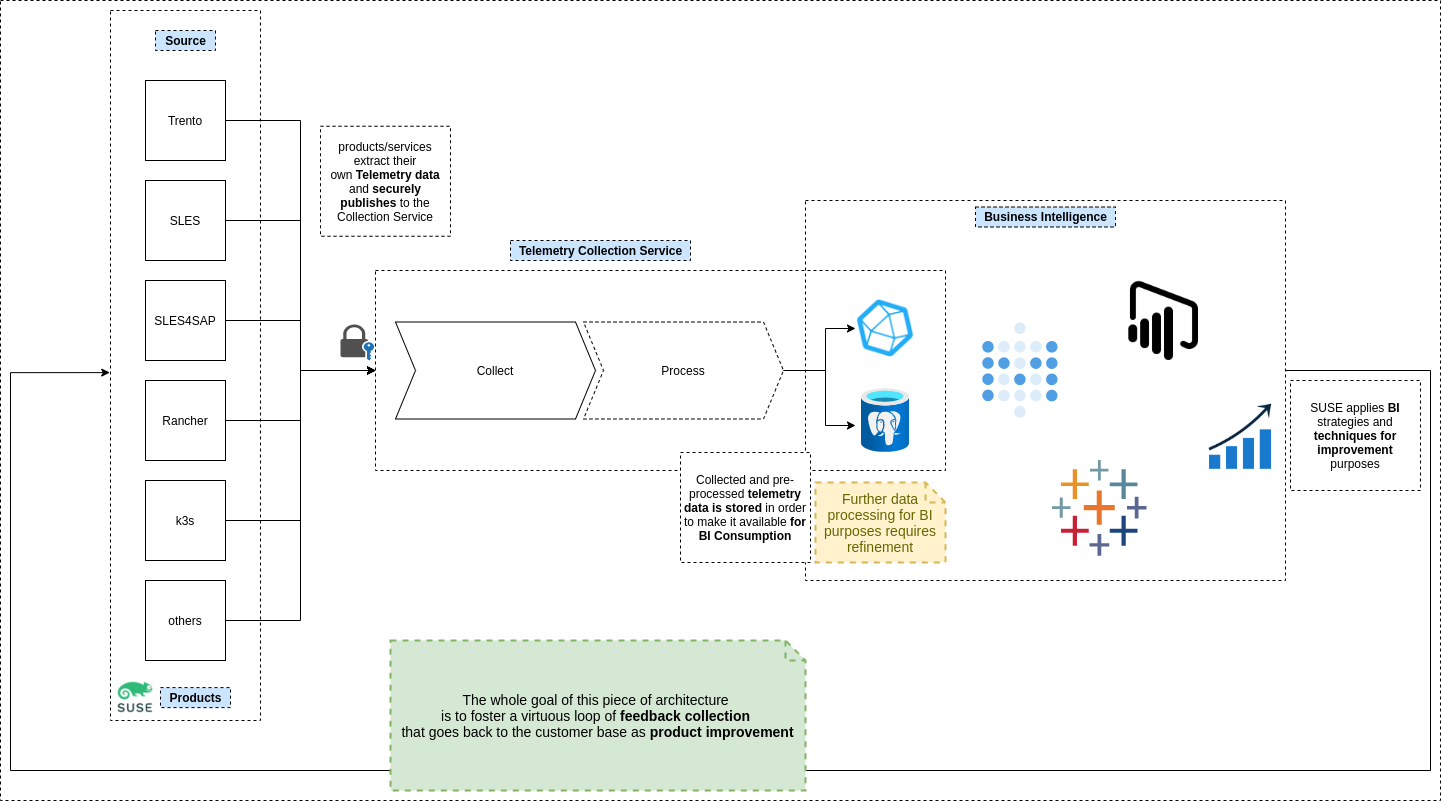 Source
Trento
SLES
SLES4SAP
Rancher
k3s
others
SUSE
Products
products/services
extract their
own Telemetry data
and securely
publishes to the
Collection Service
Telemetry Collection Service
Collect
Process
Collected and pre-
processed telemetry
data is stored in order
to make it available for
BI Consumption
Business Intelligence
Further data
processing for BI
purposes requires
refinement
SUSE applies BI
strategies and
techniques for
improvement
purposes
The whole goal of this piece of architecture
is to foster a virtuous loop of feedback collection
that goes back to the customer base as product improvement